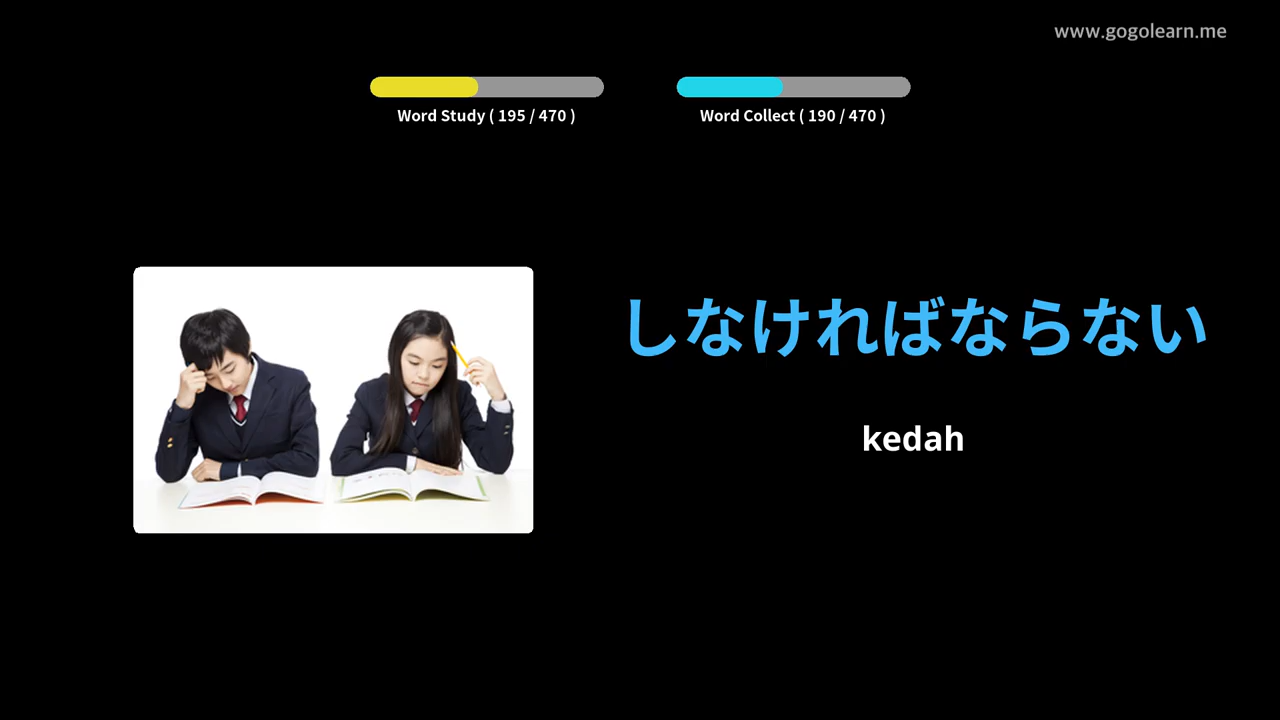 www.gogolearn.me
Word Study ( 195 / 470 )
Word Collect ( 190 / 470 )
しなければならない
kedah